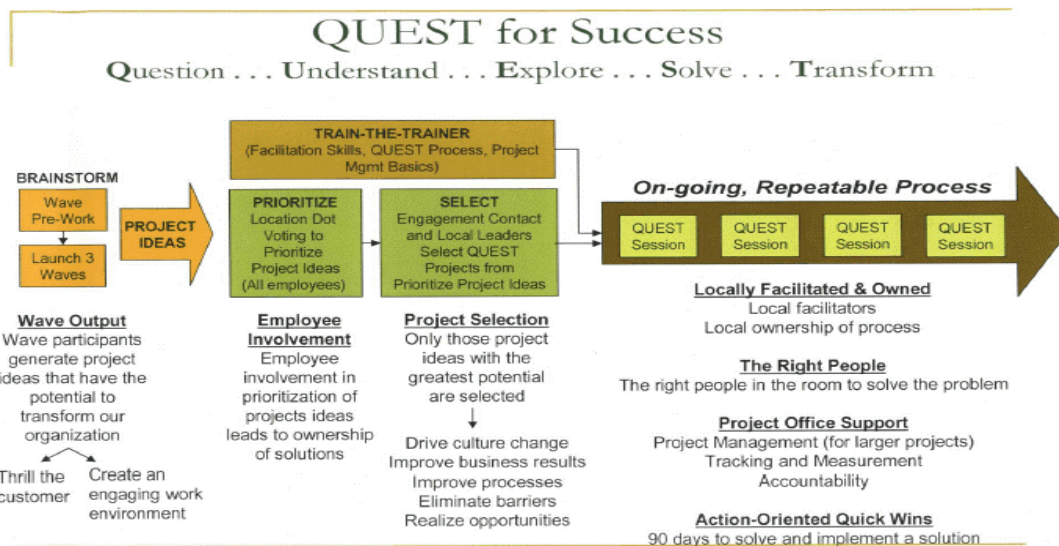 QUEST for Success
Question . . . Understand . . . Explore . . . Solve . . . Transform
BRAINSTORM
Wave
Pre-Work
Launch 3
Waves
PROJECT
IDEAS
TRAIN-THE-TRAINER
(Facilitation Skills, QUEST Process, Project
Mgmt Basics)
PRIORITIZE
Location Dot
Voting to
Prioritize
Project Ideas
(All employees)
SELECT
Engagement Contact
and Local Leaders
Select QUEST
Projects from
Prioritize Project Ideas
On-going, Repeatable Process
QUEST
Session
QUEST
Session
QUEST
Session
QUEST
Session
Wave Output
Wave participants
generate project
ideas that have the
potential to
transform our
organization
Thrill the
customer
Create an
engaging work
environment
Employee
Involvement
Employee
involvement in
prioritization of
projects ideas
leads to ownership
of solutions
Project Selection
Only those project
ideas with the
greatest potential
are selected
Drive culture change
Improve business results
Improve processes
Eliminate barriers
Realize opportunities
Locally Facilitated & Owned
Local facilitators
Local ownership of process
The Right People
The right people in the room to solve the problem
Project Office Support
Project Management (for larger projects)
Tracking and Measurement
Accountability
Action-Oriented Quick Wins
90 days to solve and implement a solution